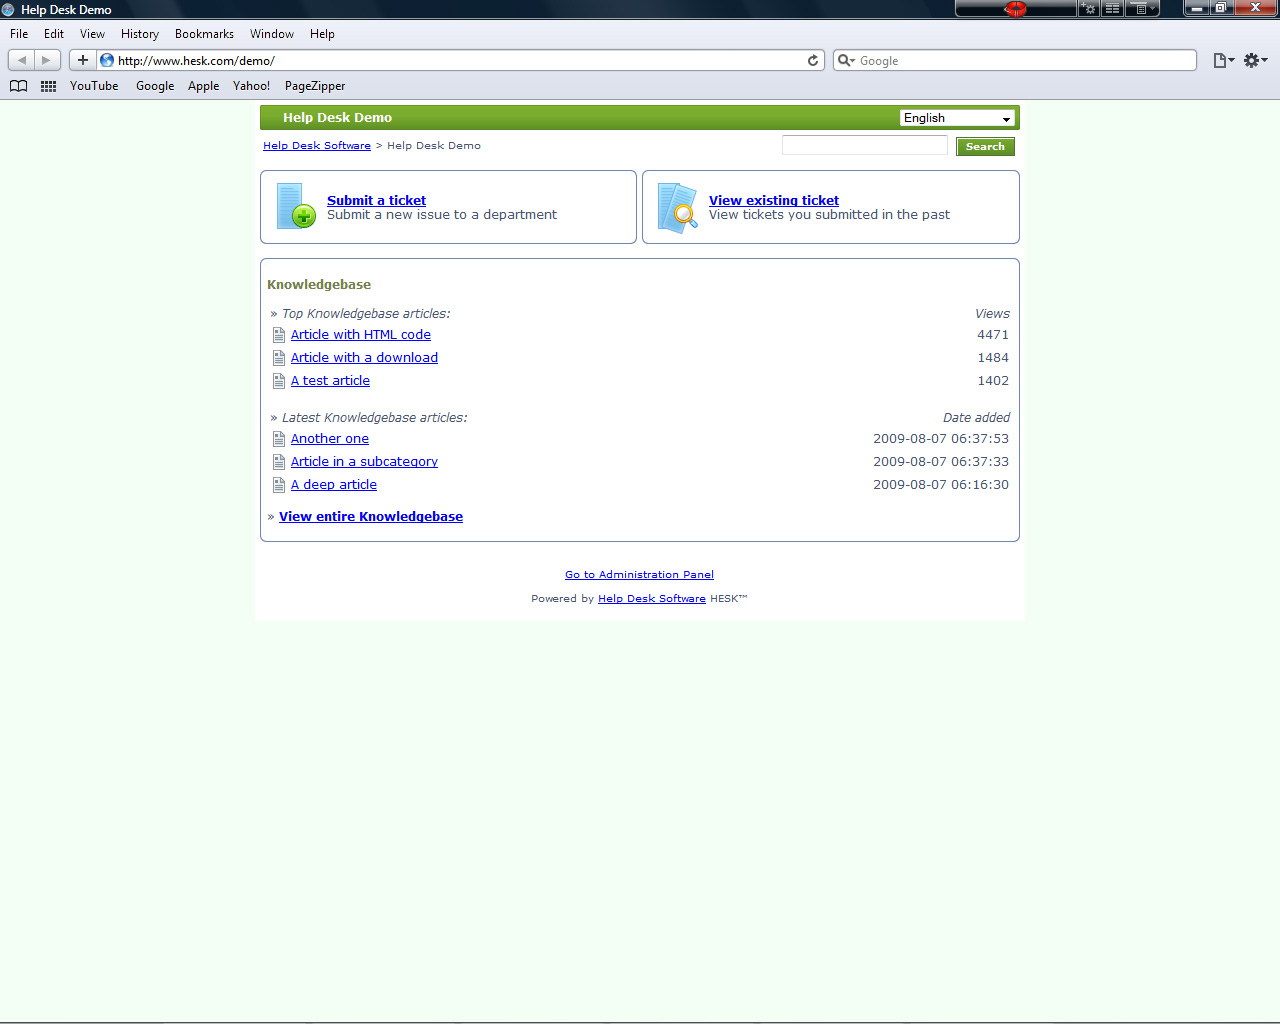 Help Desk Demo
File Edit View History Bookmarks Window Help
http://www.hesk.com/demo/ Google
YouTube Google Apple Yahoo! PageZipper
Help Desk Demo English
Help Desk Software > Help Desk Demo Search
Submit a ticket
Submit a new issue to a department
View existing ticket
View tickets you submitted in the past
Knowledgebase
» Top Knowledgebase articles: Views
Article with HTML code 4471
Article with a download 1484
A test article 1402
» Latest Knowledgebase articles: Date added
Another one 2009-08-07 06:37:53
Article in a subcategory 2009-08-07 06:37:33
A deep article 2009-08-07 06:16:30
» View entire Knowledgebase
Go to Administration Panel
Powered by Help Desk Software HESK™